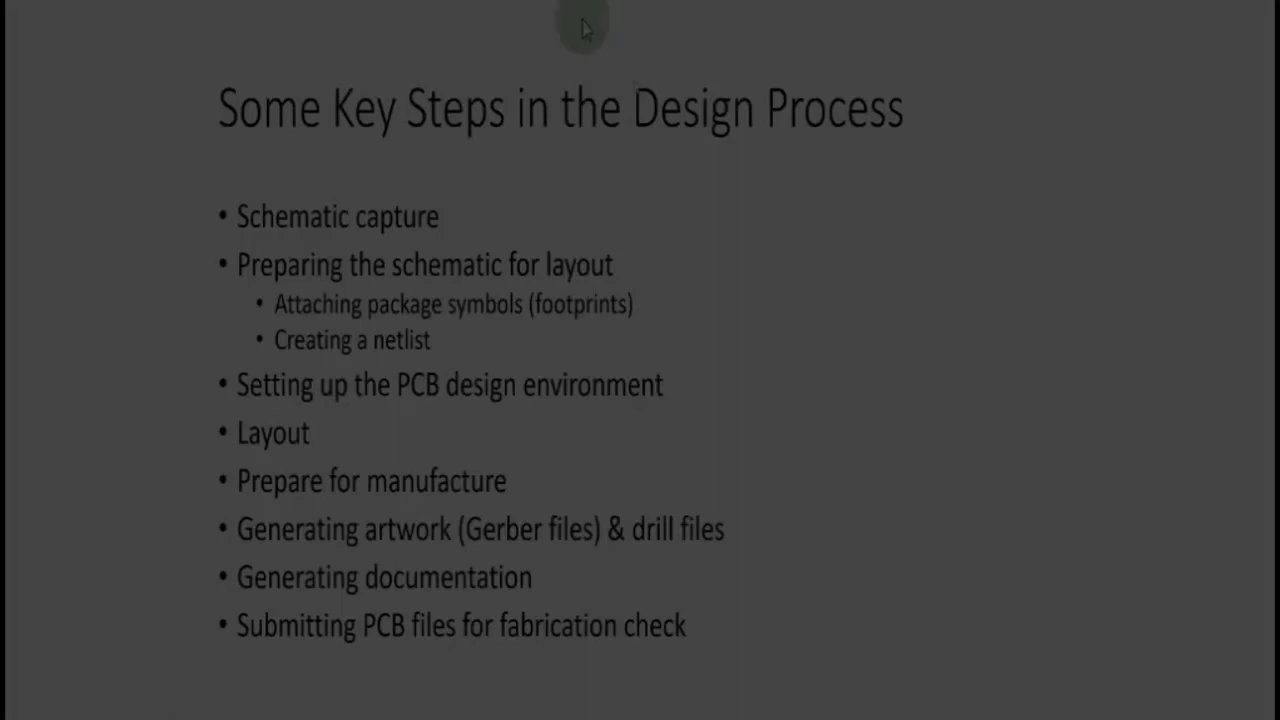 Some Key Steps in the Design Process
• Schematic capture
• Preparing the schematic for layout
• Attaching package symbols (footprints)
• Creating a netlist
• Setting up the PCB design environment
• Layout
• Prepare for manufacture
• Generating artwork (Gerber files) & drill files
• Generating documentation
• Submitting PCB files for fabrication check